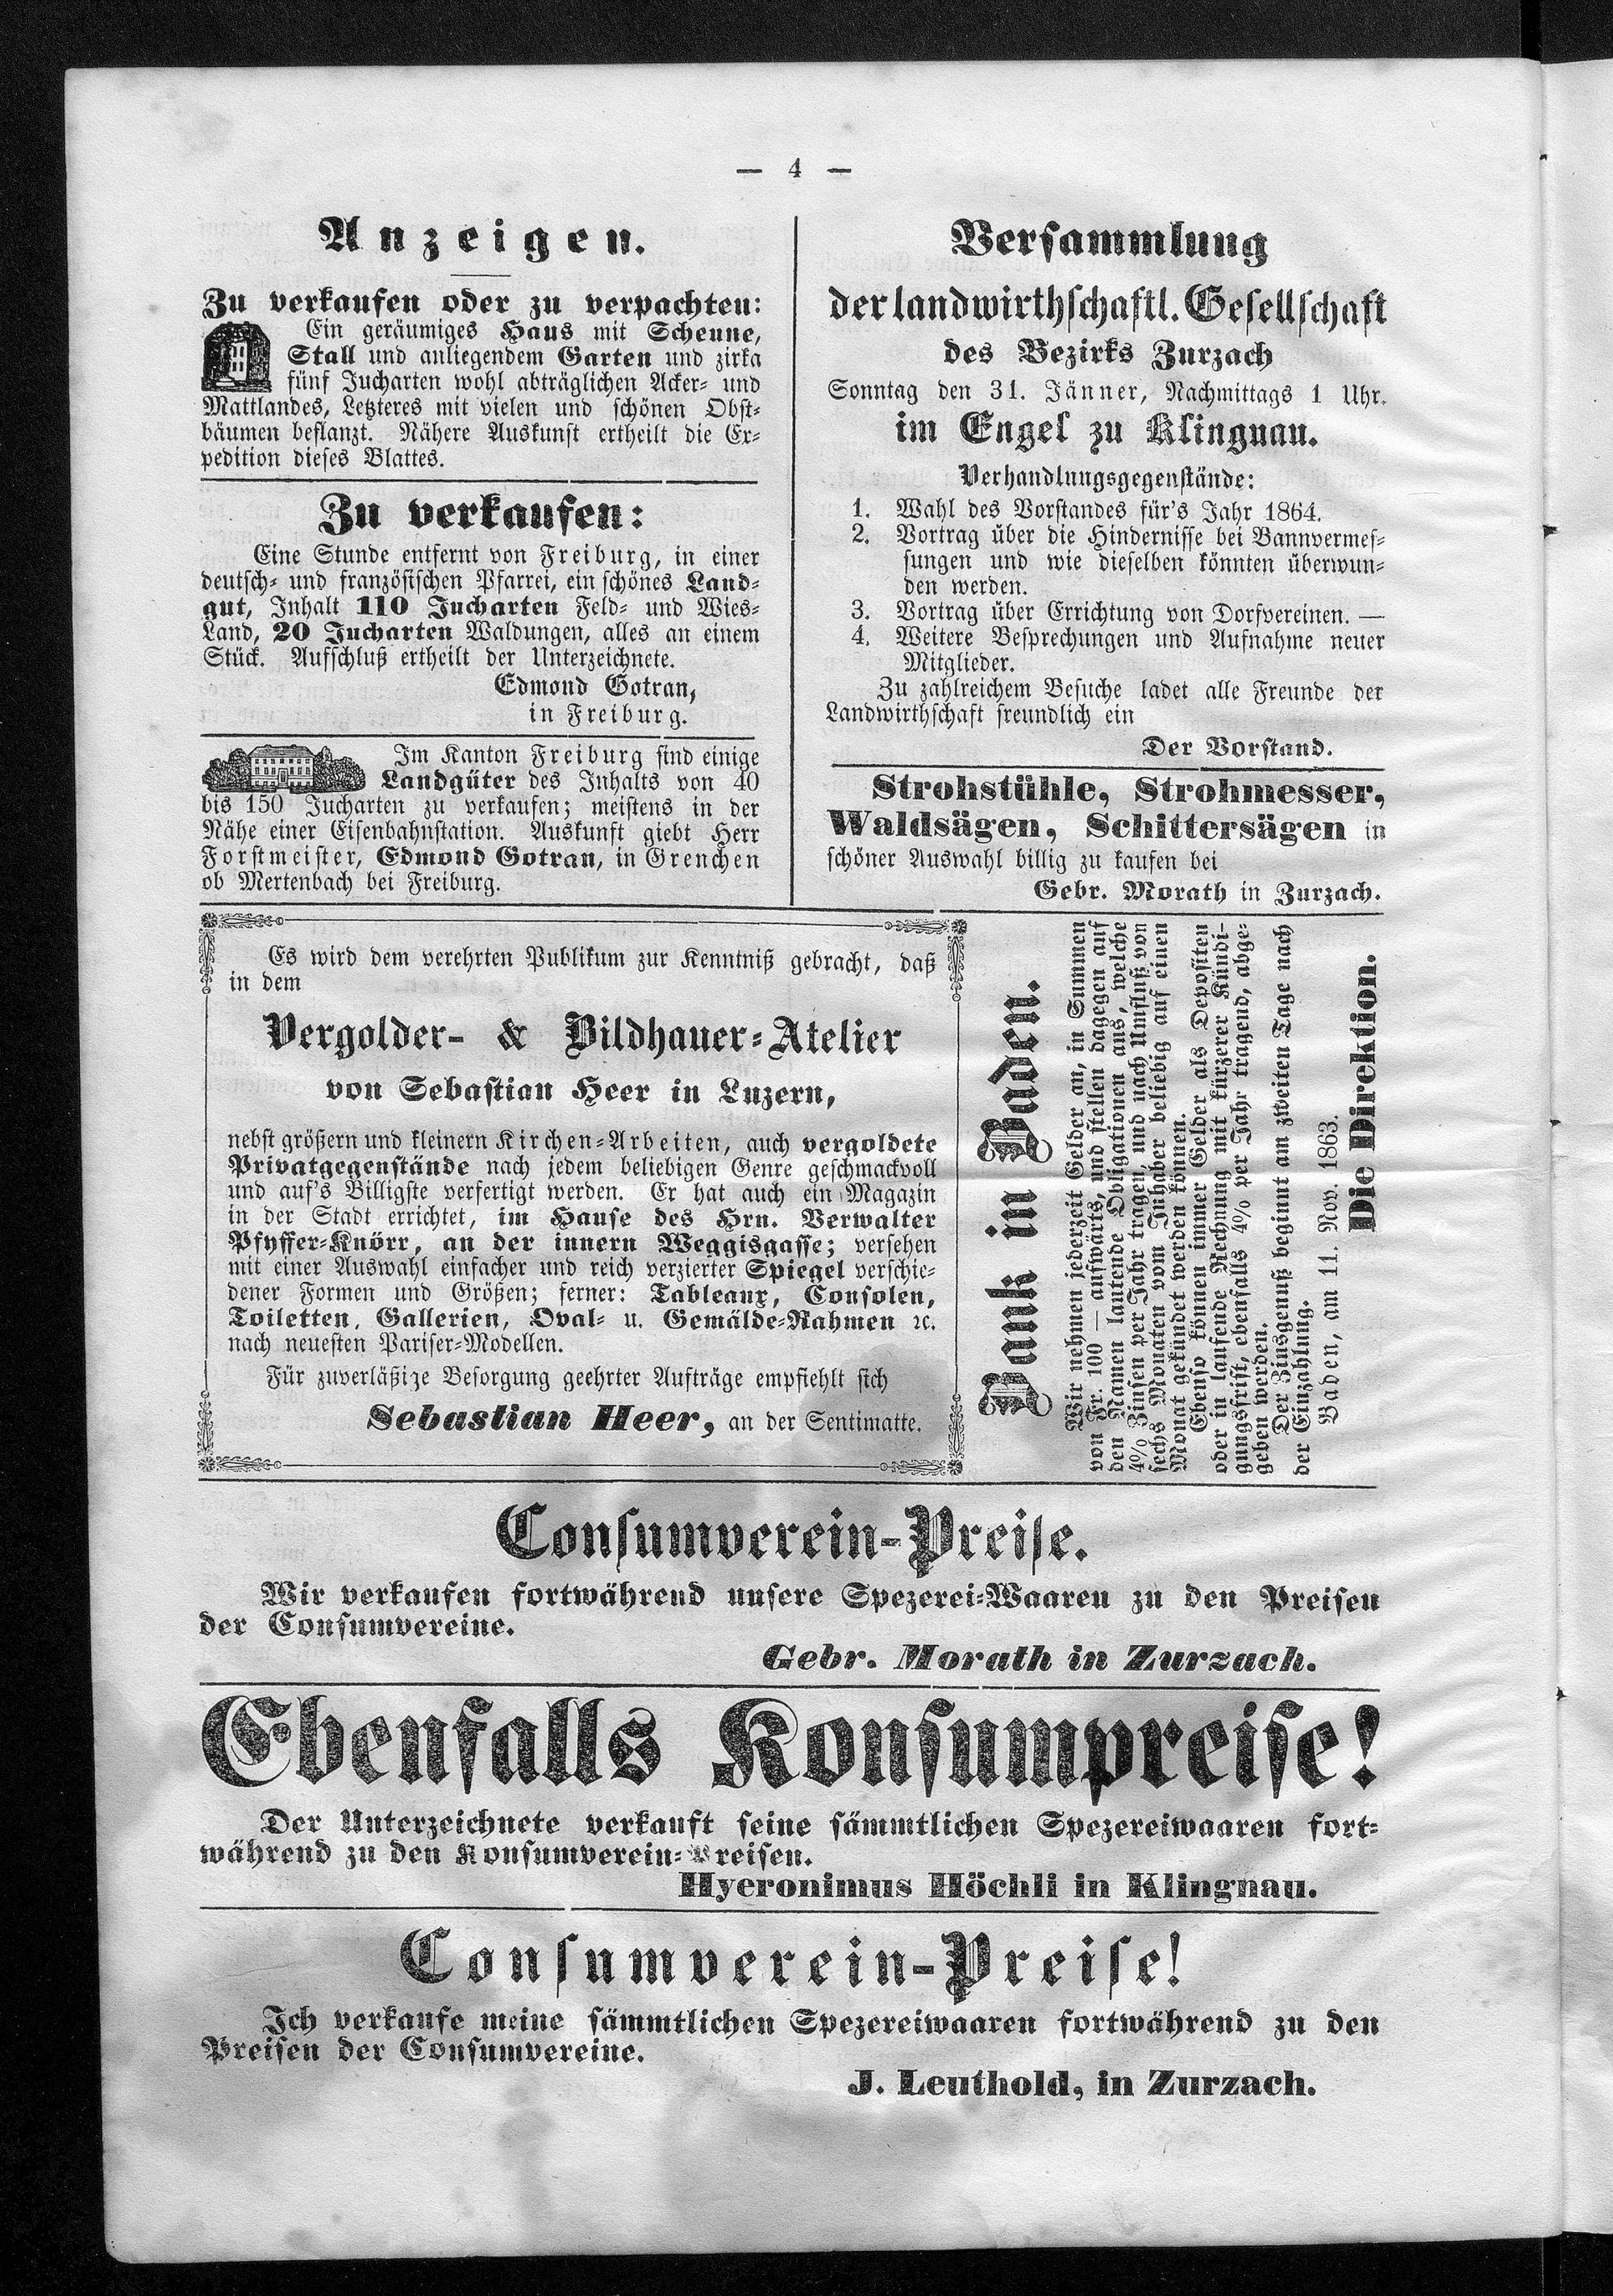 — 4 —
Anzeigen.
Zu verkaufen oder zu verpachten:
Ein geräumiges Haus mit Scheune,
Stall und anliegendem Garten und zirka
fünf Jucharten wohl abträglichen Acker- und
Mattlandes, Letzteres mit vielen und schönen Obst-
bäumen beflanzt. Nähere Auskunft ertheilt die Ex-
pedition dieses Blattes.
Zu verkaufen:
Eine Stunde entfernt von Freiburg, in einer
deutsch- und französischen Pfarrei, ein schönes Land-
gut, Inhalt 110 Jucharten Feld- und Wies-
Land, 20 Jucharten Waldungen, alles an einem
Stück. Aufschluß ertheilt der Unterzeichnete.
Edmond Gotrau,
in Freiburg.
Im Kanton Freiburg sind einige
Landgüter des Inhalts von 40
bis 150 Jucharten zu verkaufen; meistens in der
Nähe einer Eisenbahnstation. Auskunft giebt Herr
Forstmeister, Edmond Gotrau, in Grenchen
ob Mertenbach bei Freiburg.
Versammlung
der landwirthschaftl. Gesellschaft
des Bezirks Zurzach
Sonntag den 31. Jänner, Nachmittags 1 Uhr.
im Engel zu Klingnau.
Verhandlungsgegenstände:
1. Wahl des Vorstandes für's Jahr 1864.
2. Vortrag über die Hindernisse bei Bannvermes-
sungen und wie dieselben könnten überwun-
den werden.
3. Vortrag über Errichtung von Dorfvereinen. —
4. Weitere Besprechungen und Aufnahme neuer
Mitglieder.
Zu zahlreichem Besuche ladet alle Freunde der
Landwirthschaft freundlich ein
Der Vorstand.
Strohstühle, Strohmesser,
Waldsägen, Schittersägen in
schöner Auswahl billig zu kaufen bei
Gebr. Morath in Zurzach.
Es wird dem verehrten Publikum zur Kenntniß gebracht, daß
in dem
Vergolder- & Bildhauer-Atelier
von Sebastian Heer in Luzern,
nebst größern und kleinern Kirchen-Arbeiten, auch vergoldete
Privatgegenstände nach jedem beliebigen Genre geschmackvoll
und auf's Billigste verfertigt werden. Er hat auch ein Magazin
in der Stadt errichtet, im Hause des Hrn. Verwalter
Pfyffer-Knörr, an der innern Weggisgasse; versehen
mit einer Auswahl einfacher und reich verzierter Spiegel verschie-
dener Formen und Größen; ferner: Tableaux, Consolen,
Toiletten, Gallerien, Oval- u. Gemälde-Rahmen ꝛc.
nach neuesten Pariser-Modellen.
Für zuverläßige Besorgung geehrter Aufträge empfiehlt sich
Sebastian Heer, an der Sentimatte.
Bank in Baden.
Wir nehmen jederzeit Gelder an, in Summen
von Fr. 100 — aufwärts, und stellen dagegen auf
den Namen lautende Obligationen aus, welche
4% Zinsen per Jahr tragen, und nach Umfluß von
sechs Monaten vom Inhaber beliebig auf einen
Monat gekündet werden können.
Ebenso können immer Gelder als Depositen
oder in laufende Rechnung mit kürzerer Kündi-
gungsfrist, ebenfalls 4% per Jahr tragend, abge-
geben werden.
Der Zinsgenuß beginnt am zweiten Tage nach
der Einzahlung.
Baden, am 11. Nov. 1863.
Die Direktion.
Consumverein-Preise.
Wir verkaufen fortwährend unsere Spezerei-Waaren zu den Preisen
der Consumvereine.
Gebr. Morath in Zurzach.
Ebenfalls Konsumpreise!
Der Unterzeichnete verkauft seine sämmtlichen Spezereiwaaren fort-
während zu den Konsumverein-Preisen.
Hyeronimus Höchli in Klingnau.
Consumverein-Preise!
Ich verkaufe meine sämmtlichen Spezereiwaaren fortwährend zu den
Preisen der Consumvereine.
J. Leuthold, in Zurzach.